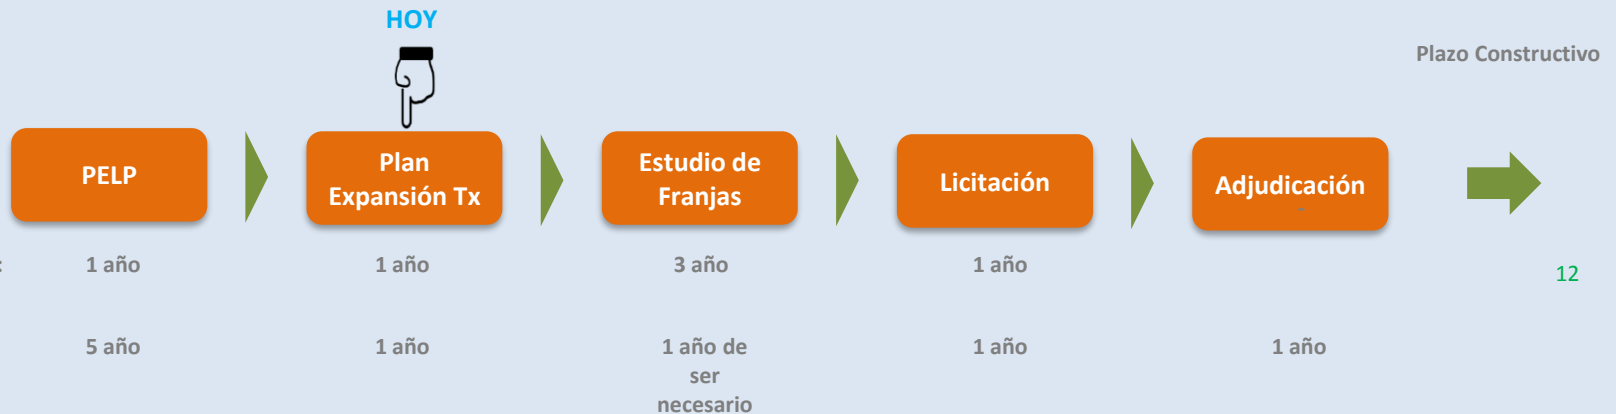 HOY
Plazo Constructivo
PELP
Plan
Expansión Tx
Estudio de
Franjas
Licitación
Adjudicación
: 1 año 1 año 3 año 1 año
12
5 año 1 año 1 año de
ser
necesario 1 año 1 año